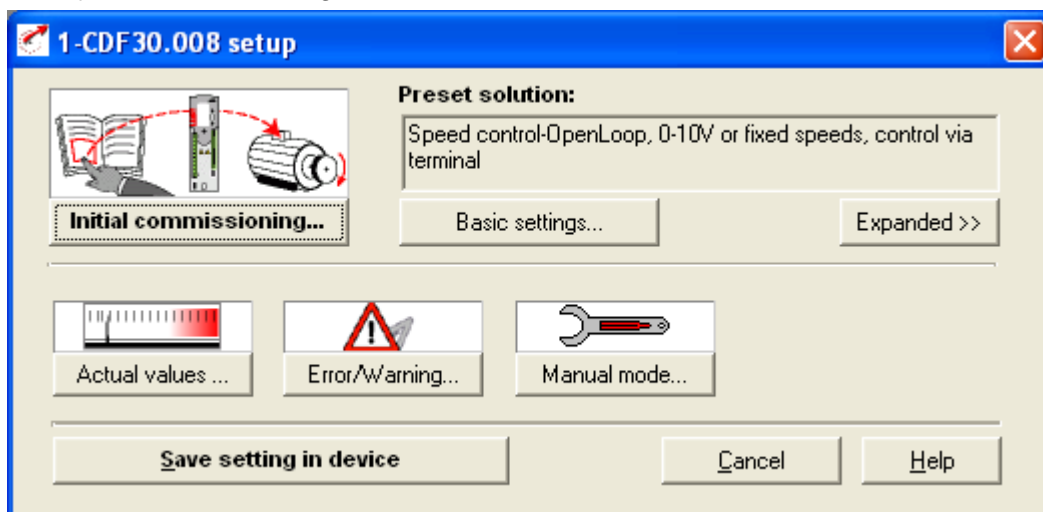 1-CDF30.008 setup
Preset solution:
Speed control-OpenLoop, 0-10V or fixed speeds, control via
terminal
Initial commissioning...
Basic settings...
Expanded >>
Actual values ...
Error/Warning...
Manual mode...
Save setting in device
Cancel
Help